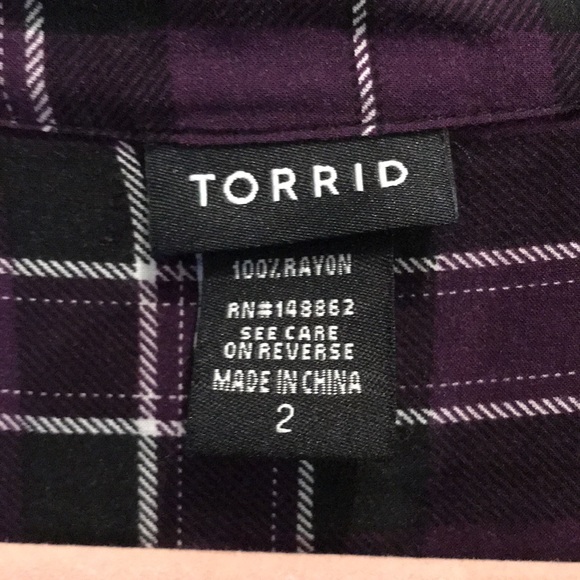 TORRID
100% RAYON
RN#148862
SEE CARE
ON REVERSE
MADE IN CHINA
2